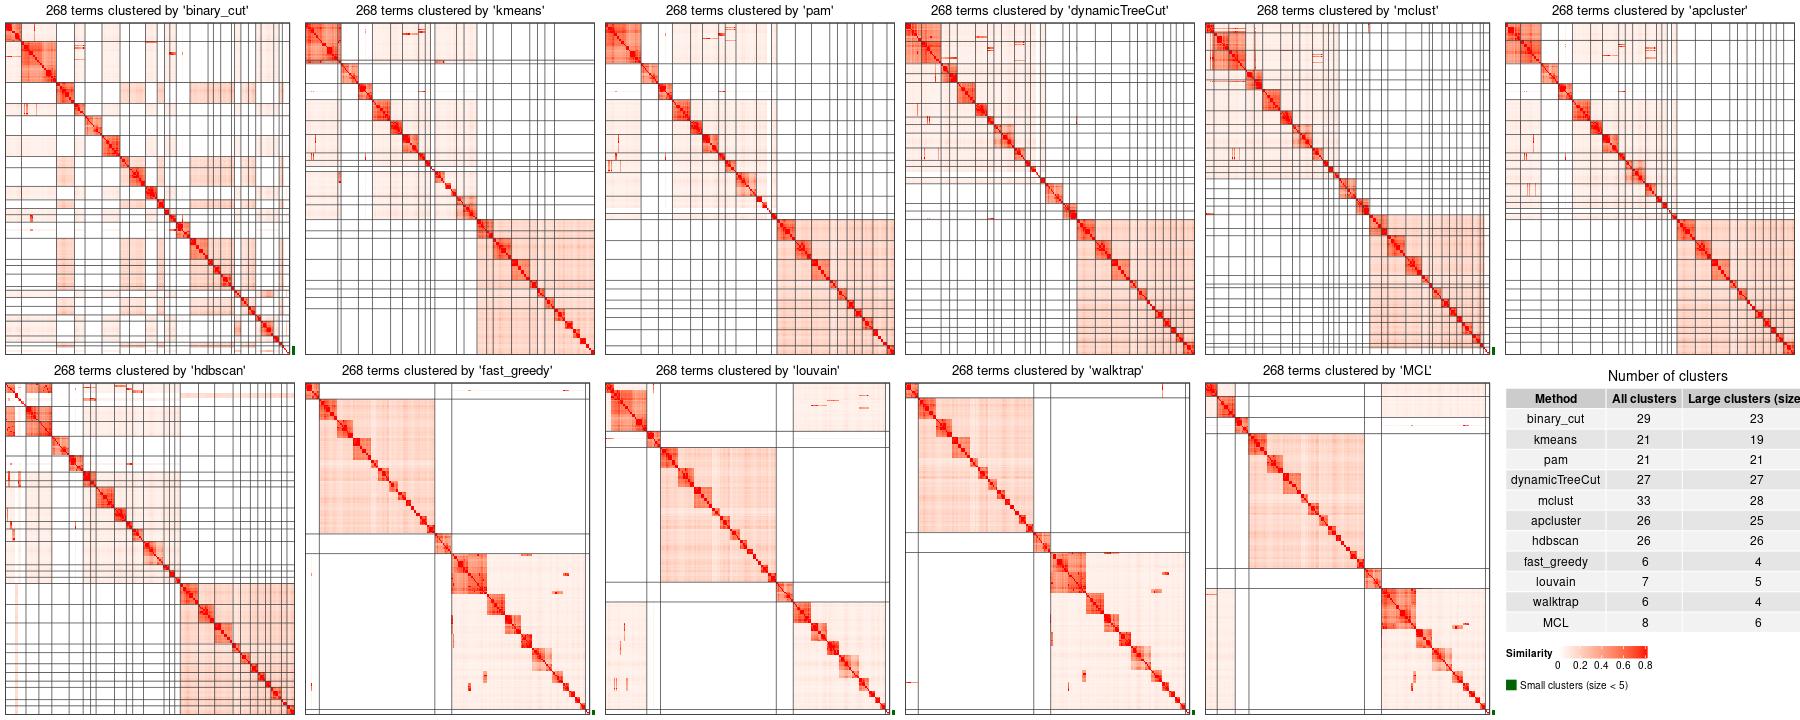 268 terms clustered by 'binary_cut'
268 terms clustered by 'kmeans'
268 terms clustered by 'pam'
268 terms clustered by 'dynamicTreeCut'
268 terms clustered by 'mclust'
268 terms clustered by 'apcluster'
268 terms clustered by 'hdbscan'
268 terms clustered by 'fast_greedy'
268 terms clustered by 'louvain'
268 terms clustered by 'walktrap'
268 terms clustered by 'MCL'
Number of clusters
Method All clusters Large clusters (size
binary_cut 29 23
kmeans 21 19
pam 21 21
dynamicTreeCut 27 27
mclust 33 28
apcluster 26 25
hdbscan 26 26
fast_greedy 6 4
louvain 7 5
walktrap 6 4
MCL 8 6
Similarity
0 0.2 0.4 0.6 0.8
Small clusters (size < 5)